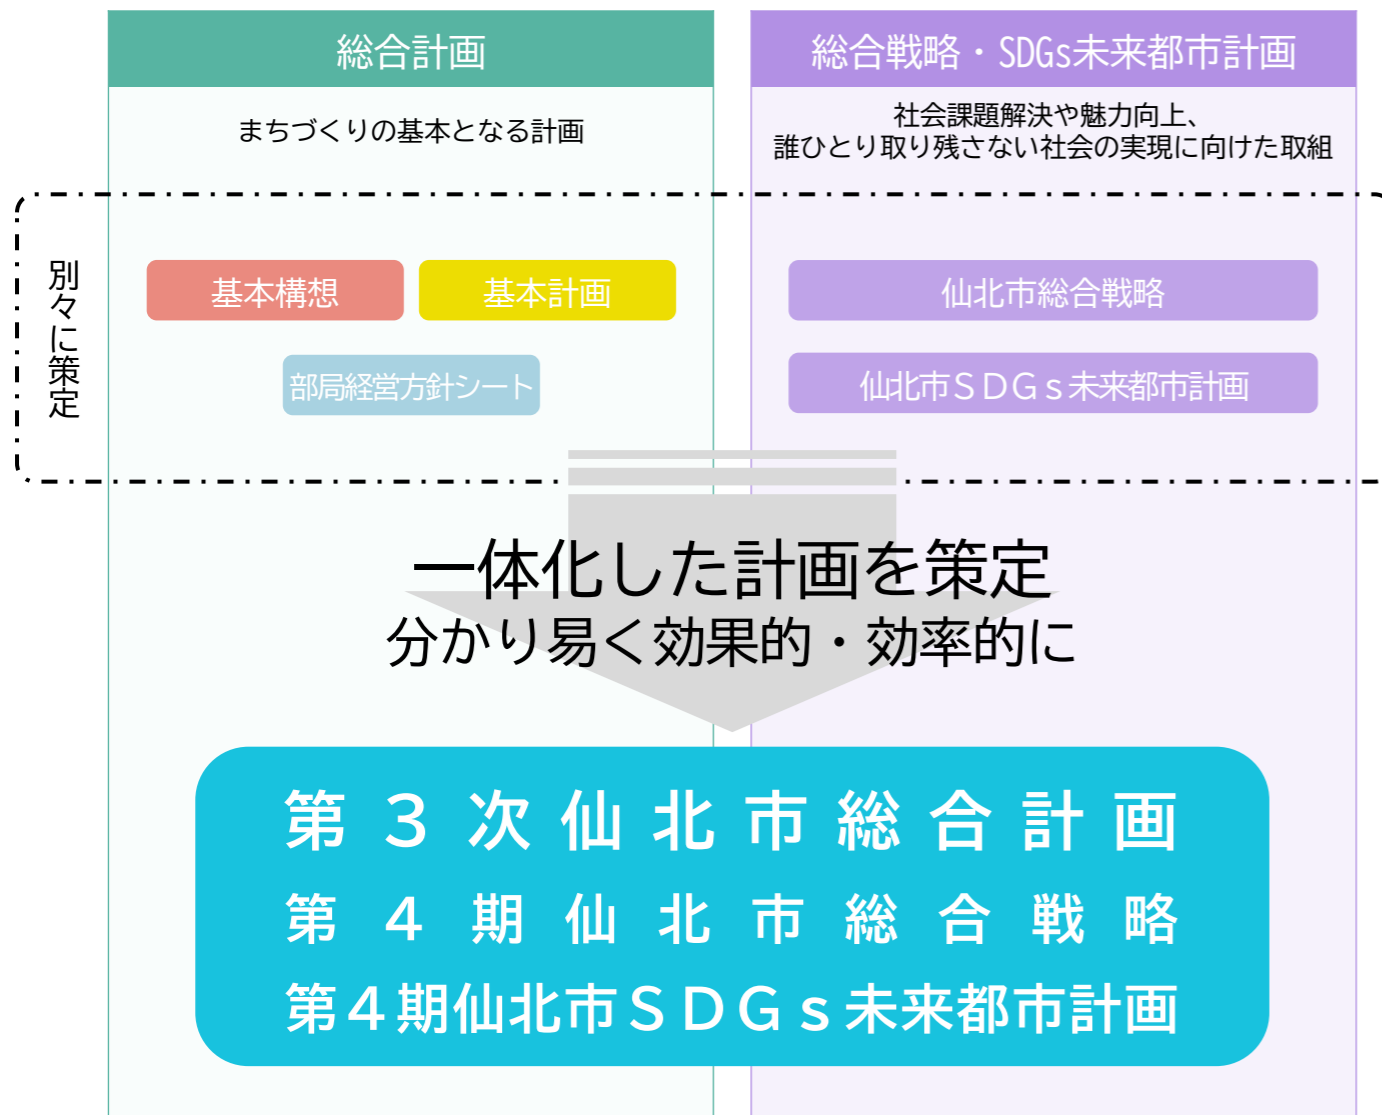 総合計画
まちづくりの基本となる計画
総合戦略・SDGs未来都市計画
社会課題解決や魅力向上、
誰ひとり取り残さない社会の実現に向けた取組
別々に策定
基本構想
基本計画
部局経営方針シート
仙北市総合戦略
仙北市ＳＤＧｓ未来都市計画
一体化した計画を策定
分かり易く効果的・効率的に
第３次仙北市総合計画
第４期仙北市総合戦略
第４期仙北市ＳＤＧｓ未来都市計画